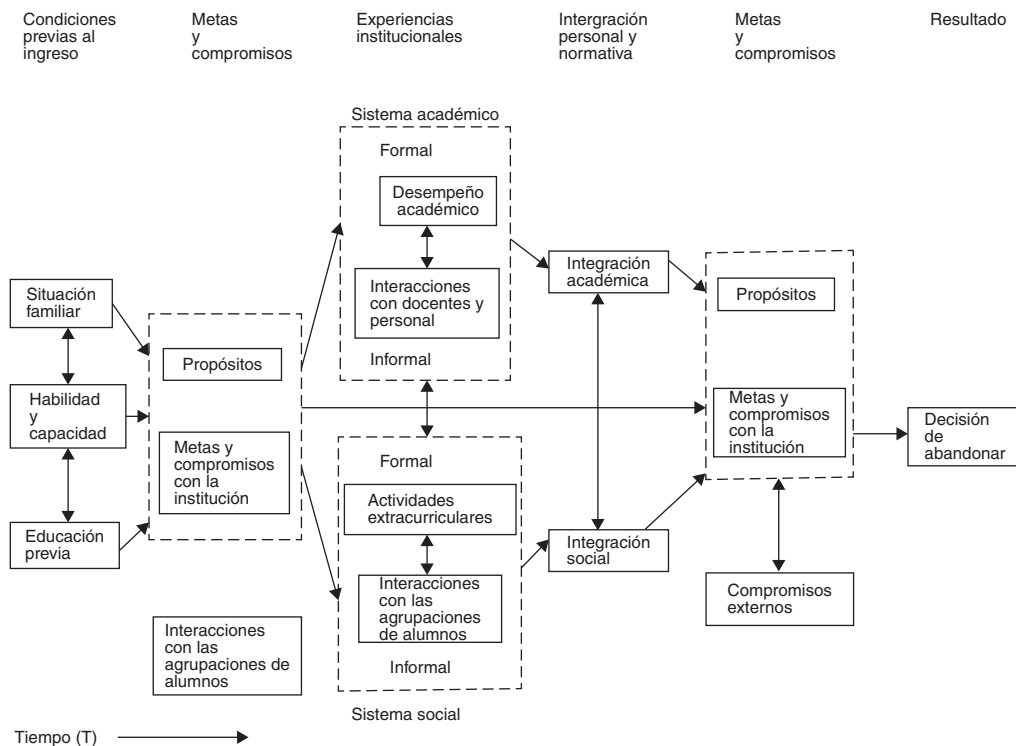 Condiciones
previas al
ingreso
Metas
y
compromisos
Experiencias
institucionales
Intergración
personal y
normativa
Metas
y
compromisos
Resultado
Sistema académico
Formal
Desempeño
académico
Interacciones
con docentes y
personal
Informal
Situación
familiar
Habilidad
y
capacidad
Educación
previa
Propósitos
Metas y
compromisos
con la
institución
Interacciones
con las
agrupaciones de
alumnos
Formal
Actividades
extracurriculares
Interacciones
con las
agrupaciones
de alumnos
Informal
Sistema social
Integración
académica
Integración
social
Propósitos
Metas y
compromisos
con la
institución
Compromisos
externos
Decisión
de
abandonar
Tiempo (T)